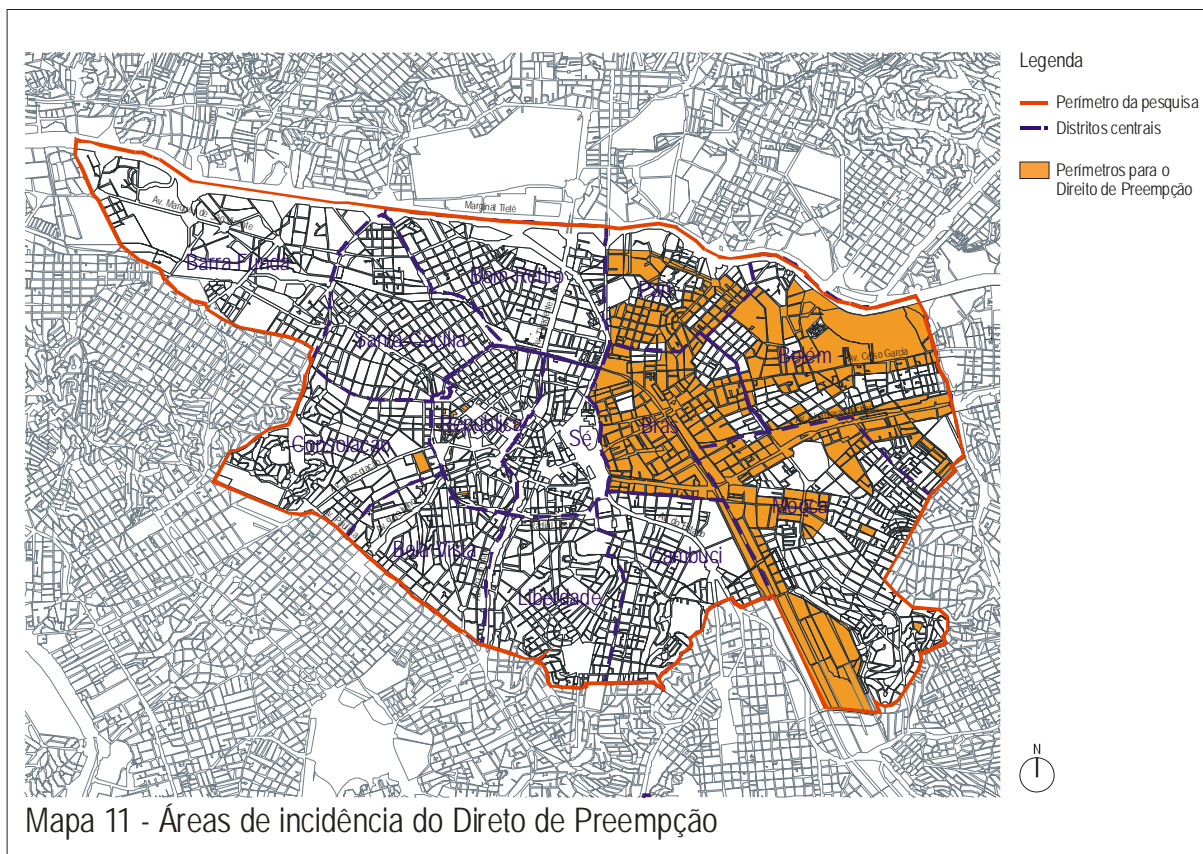 Legenda
Perímetro da pesquisa
Distritos centrais
Perímetros para o
Direito de Preempção
Marginal Tietê
Barra Funda
Bom Retiro
Pari
Santa Cecília
Belém
Av. Celso Garcia
República
Brás
Sé
Consolação
Mooca
Bela Vista
Cambuci
Liberdade
N
Mapa 11 - Áreas de incidência do Direto de Preempção